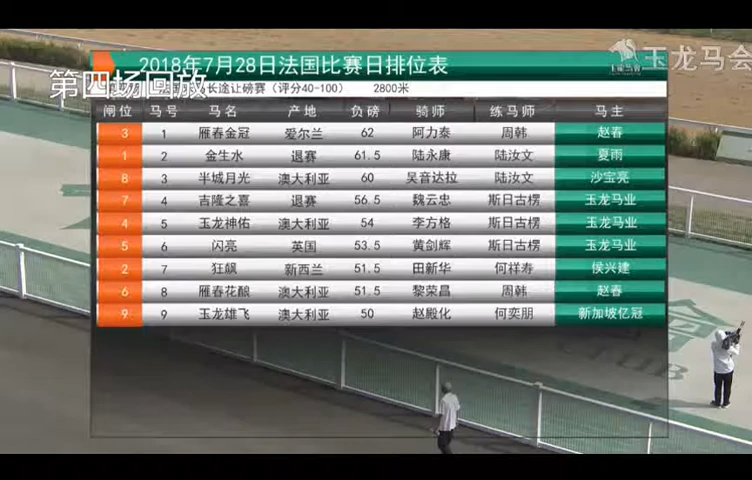 2018年7月28日法国比赛日排位表
玉龙马会
第四场回放
长途让磅赛（评分40-100） 2800米
闸位 马号 马名 产地 负磅 骑师 练马师 马主
3 1 雁春金冠 爱尔兰 62 阿力泰 周韩 赵春
1 2 金生水 退赛 61.5 陆永康 陆汝文 夏雨
8 3 半城月光 澳大利亚 60 吴音达拉 陆汝文 沙宝亮
7 4 吉隆之喜 退赛 56.5 魏云忠 斯日古楞 玉龙马业
4 5 玉龙神佑 澳大利亚 54 李方格 斯日古楞 玉龙马业
5 6 闪亮 英国 53.5 黄剑辉 斯日古楞 玉龙马业
2 7 狂飙 新西兰 51.5 田新华 何祥寿 侯兴建
6 8 雁春花酿 澳大利亚 51.5 黎荣昌 周韩 赵春
9 9 玉龙雄飞 澳大利亚 50 赵殿化 何奕朋 新加坡亿冠